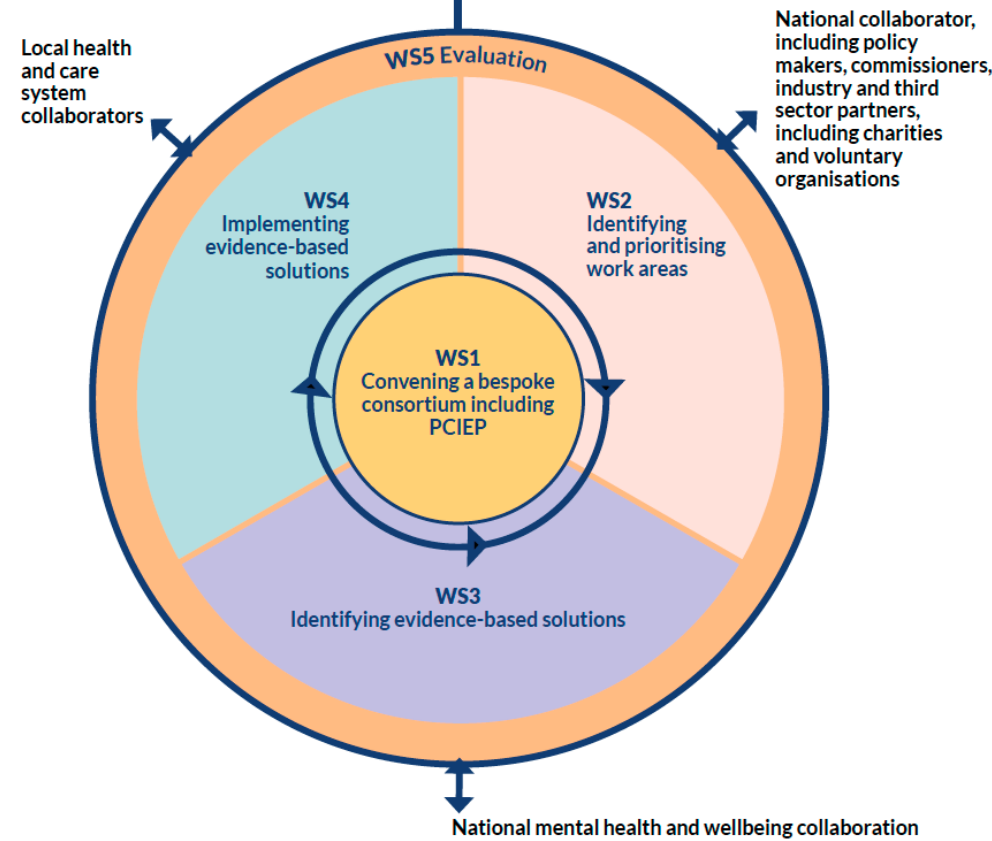 Local health
and care
system
collaborators
National collaborator,
including policy
makers, commissioners,
industry and third
sector partners,
including charities
and voluntary
organisations
WS5 Evaluation
WS4
Implementing
evidence-based
solutions
WS2
Identifying
and prioritising
work areas
WS1
Convening a bespoke
consortium including
PCIEP
WS3
Identifying evidence-based solutions
National mental health and wellbeing collaboration